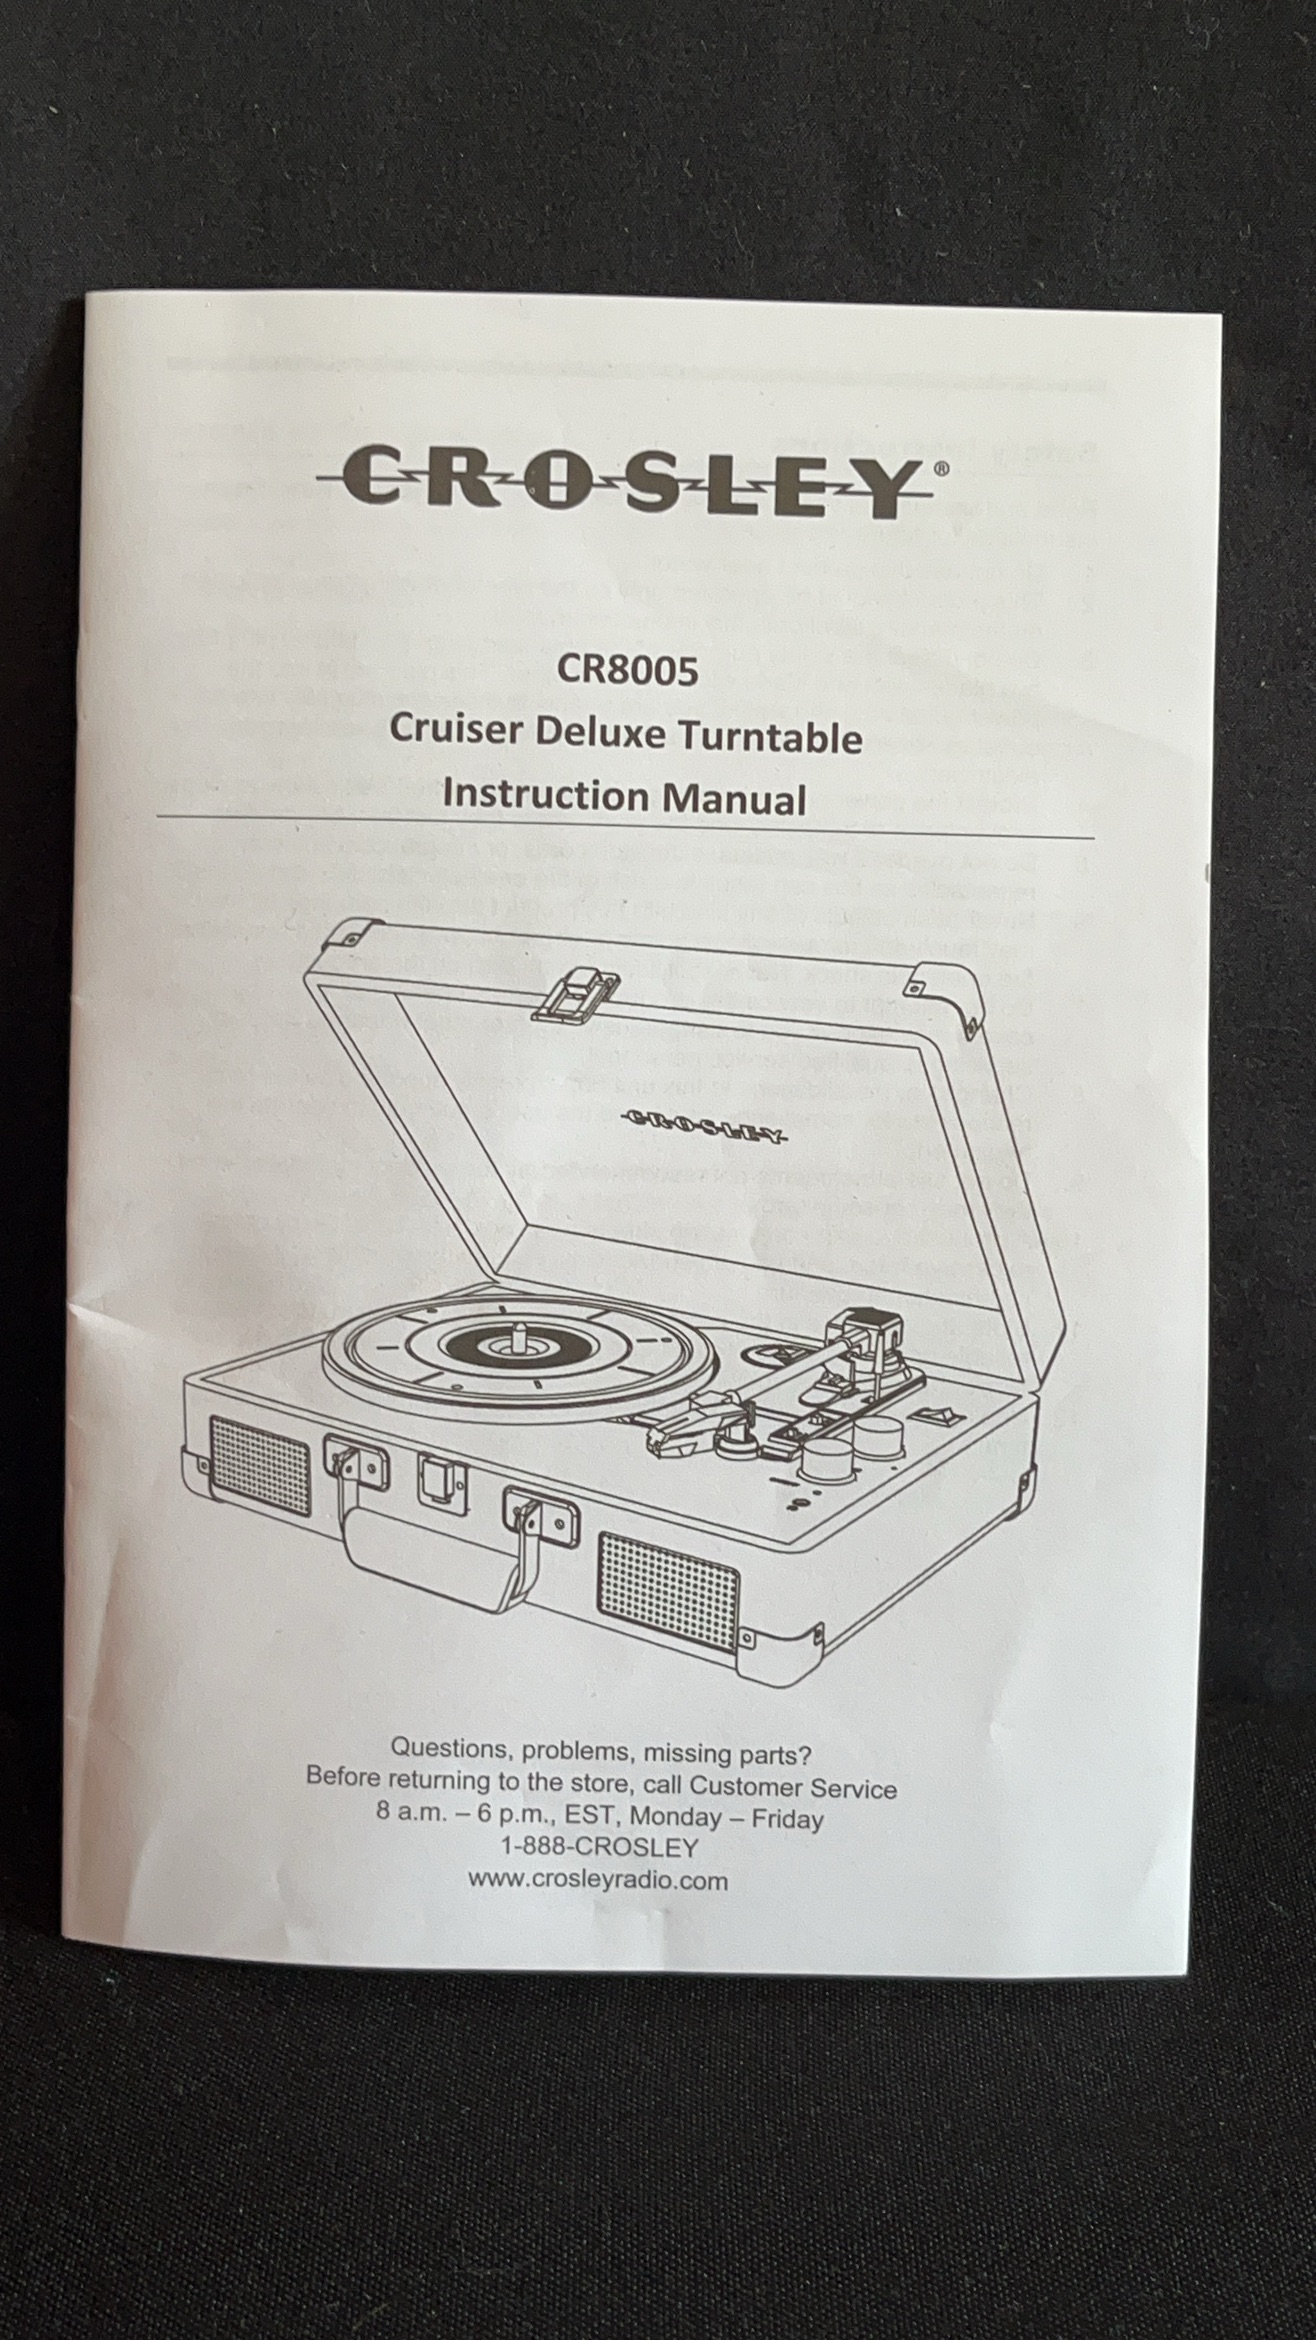 CROSLEY®
CR8005
Cruiser Deluxe Turntable
Instruction Manual
CROSLEY
Questions, problems, missing parts?
Before returning to the store, call Customer Service
8 a.m. – 6 p.m., EST, Monday – Friday
1-888-CROSLEY
www.crosleyradio.com